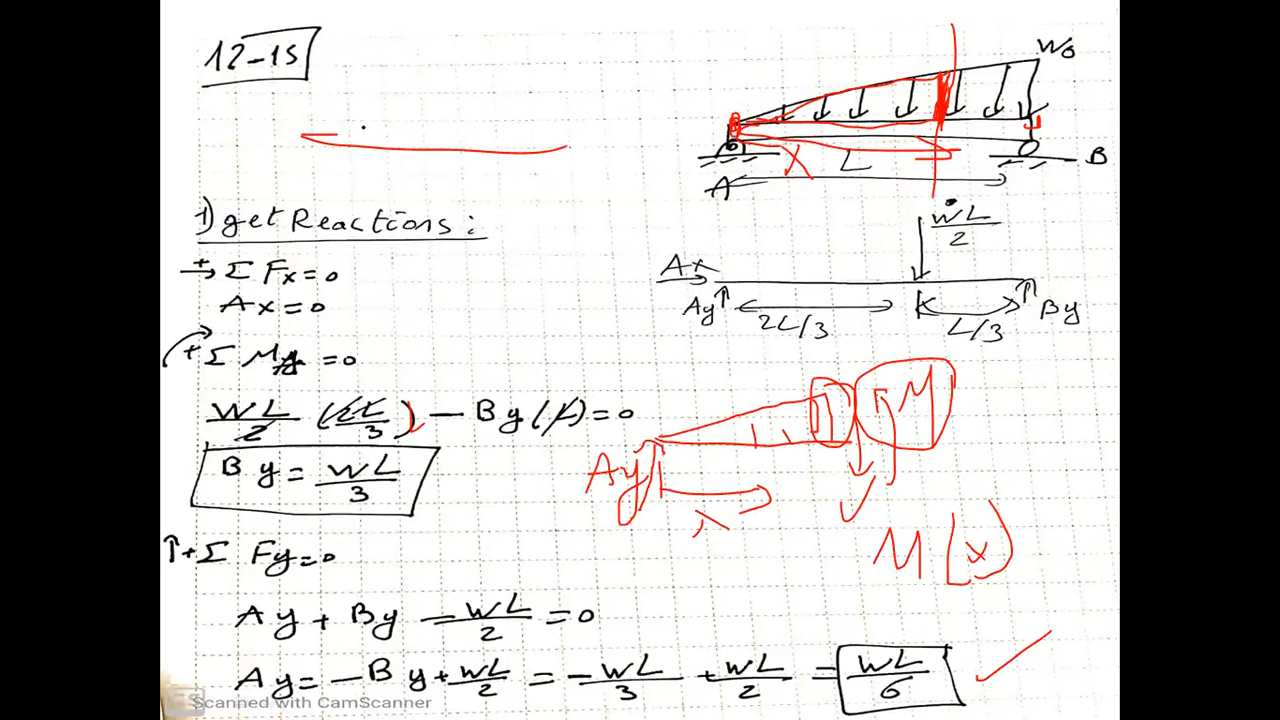 12-15
W₀
X L
A B
1) get Reactions:
wL/2
→+ Σ Fx = 0
Ax
Ax = 0
Ay ↑ 2L/3 L/3 ↑ By
+ Σ M = 0
M
WL/2 (2L/3) - By (L) = 0
By = WL/3
Ay
x
M(x)
↑+ Σ Fy = 0
Ay + By - WL/2 = 0
Ay = - By + WL/2 = - WL/3 + WL/2 = WL/6
Scanned with CamScanner